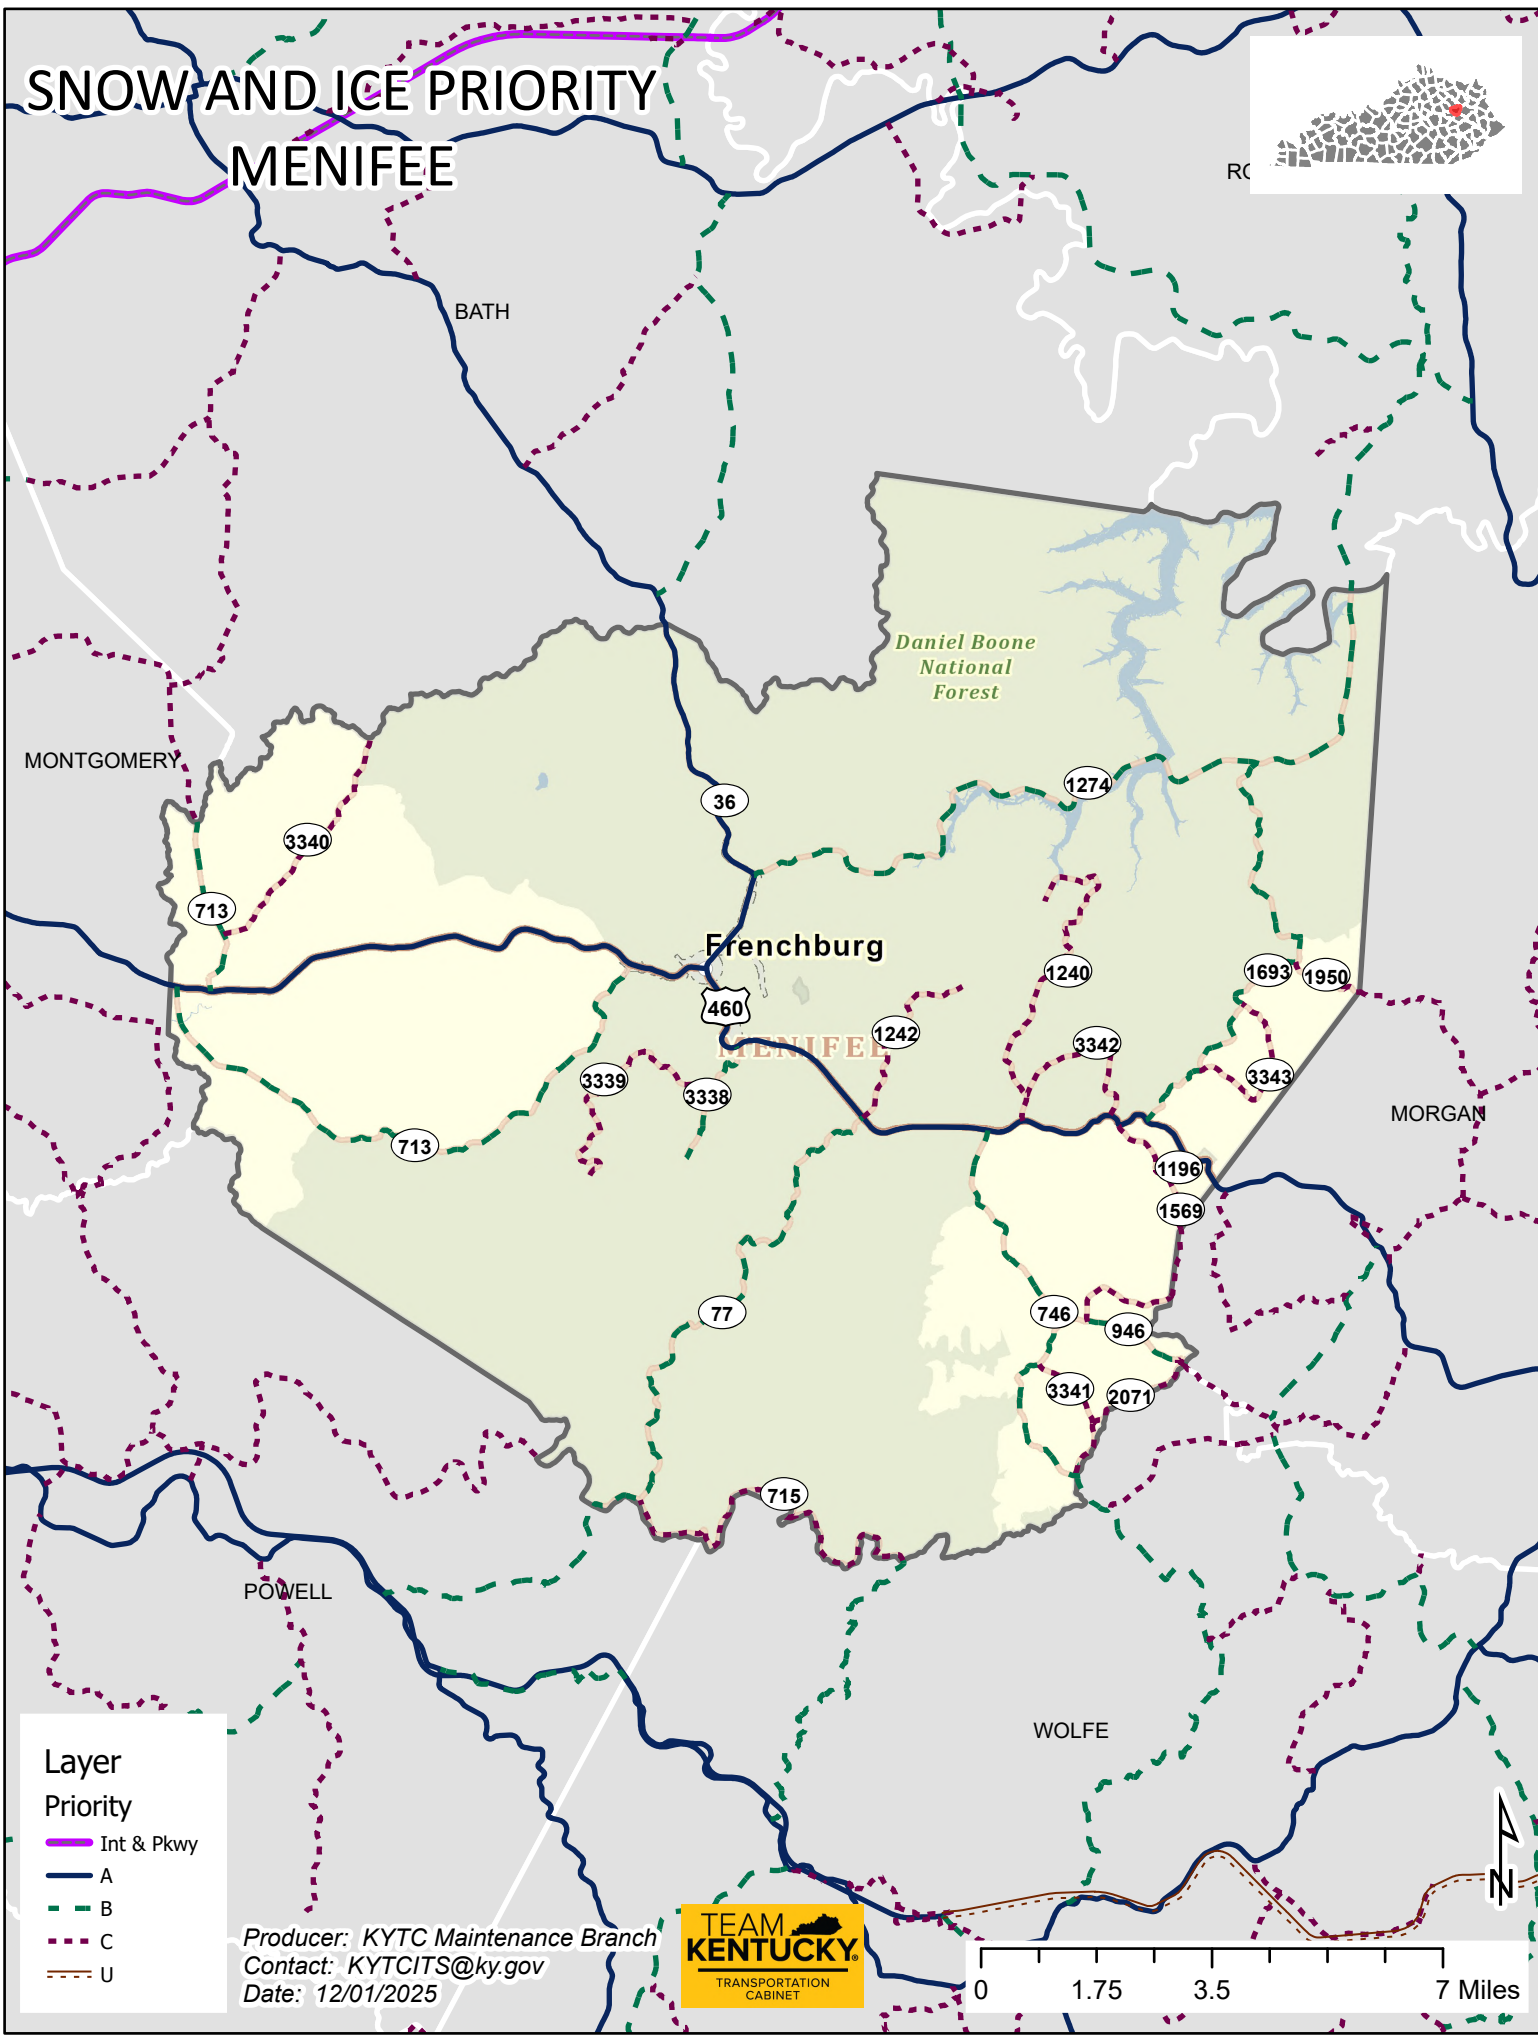 SNOW AND ICE PRIORITY
MENIFEE
BATH
Daniel Boone
National
Forest
MONTGOMERY
36
1274
3340
713
Frenchburg
1240
1693
1950
460
1242
MENIFEE
3342
3339
3338
3343
MORGAN
713
1196
1569
77
746
946
3341
2071
715
POWELL
WOLFE
Layer
Priority
Int & Pkwy
A
B
C
U
Producer: KYTC Maintenance Branch
Contact: KYTCITS@ky.gov
Date: 12/01/2025
TEAM
KENTUCKY®
TRANSPORTATION
CABINET
N
0 1.75 3.5 7 Miles